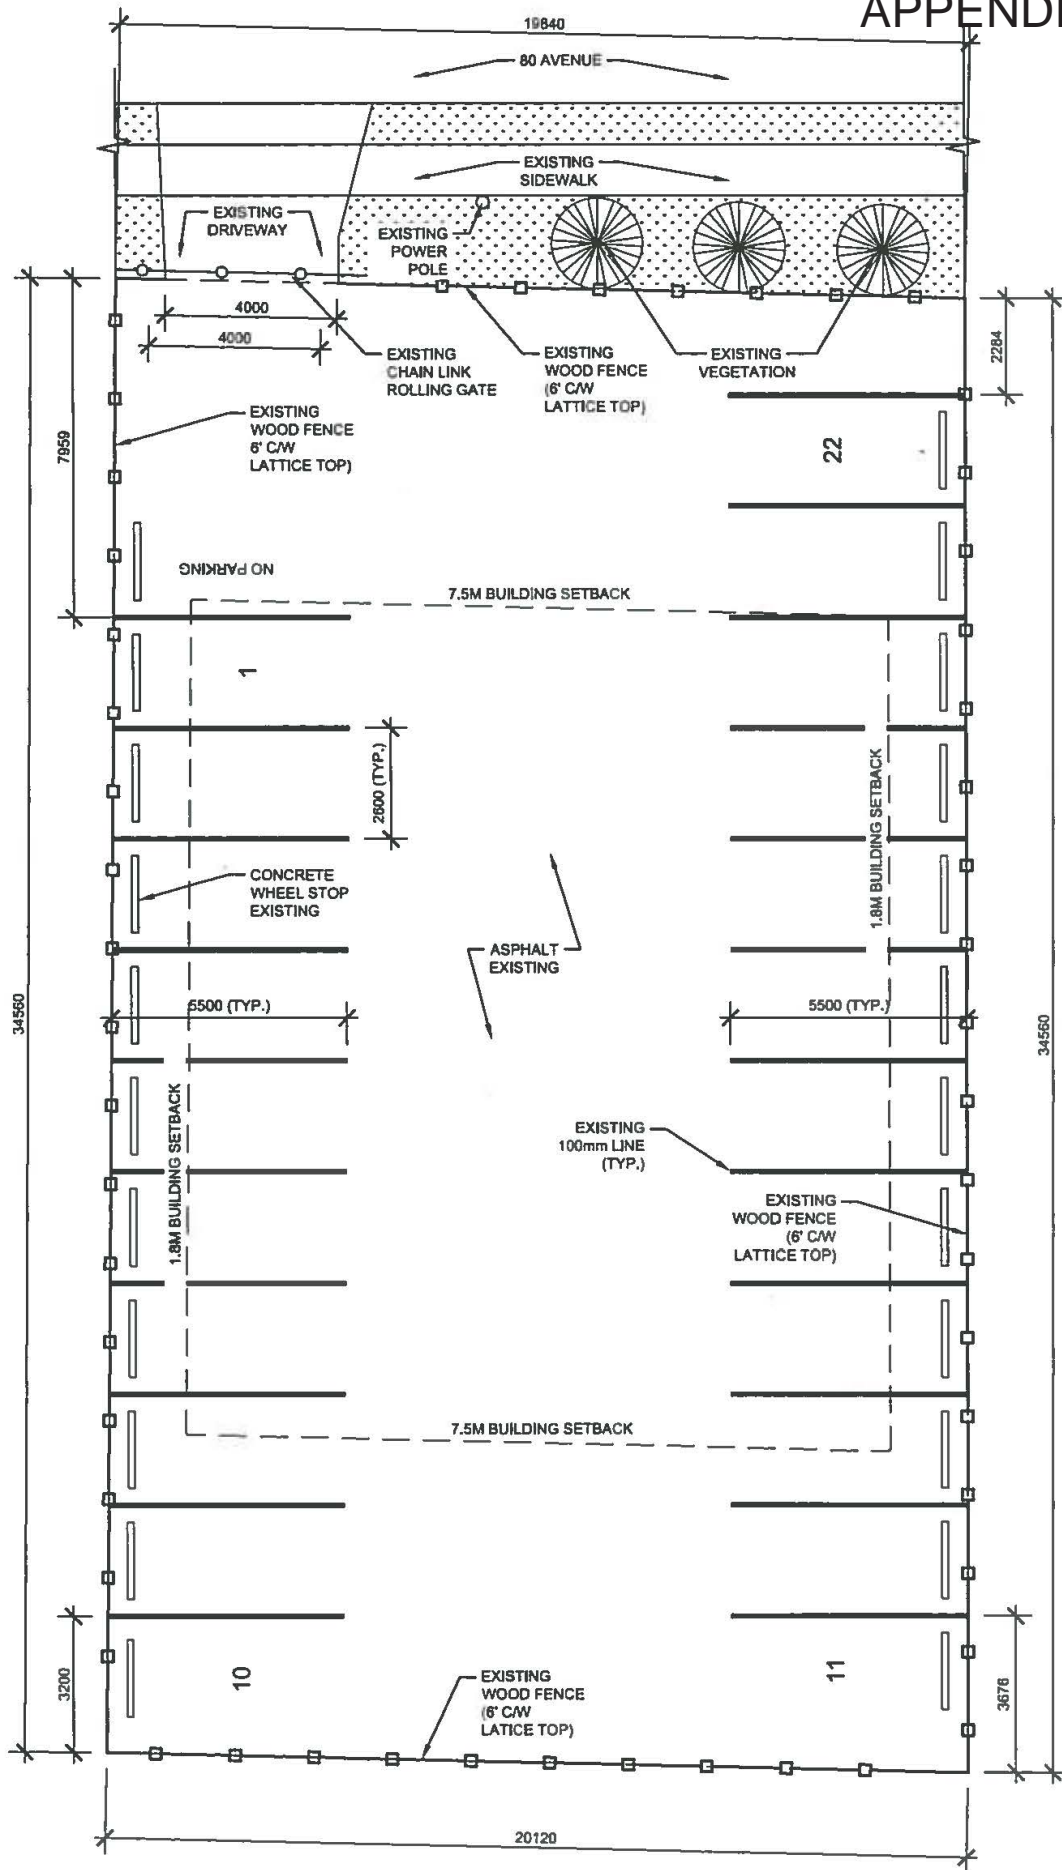 APPENDI
19840
80 AVENUE
EXISTING
SIDEWALK
EXISTING
DRIVEWAY
EXISTING
POWER
POLE
4000
4000
EXISTING
CHAIN LINK
ROLLING GATE
EXISTING
WOOD FENCE
(6' C/W
LATTICE TOP)
EXISTING
VEGETATION
2284
EXISTING
WOOD FENCE
6' C/W
LATTICE TOP)
7959
22
NO PARKING
7.5M BUILDING SETBACK
1
2600 (TYP.)
1.8M BUILDING SETBACK
CONCRETE
WHEEL STOP
EXISTING
ASPHALT
EXISTING
34560
5500 (TYP.)
5500 (TYP.)
34560
1.8M BUILDING SETBACK
EXISTING
100mm LINE
(TYP.)
EXISTING
WOOD FENCE
(6' C/W
LATTICE TOP)
7.5M BUILDING SETBACK
3200
10
EXISTING
WOOD FENCE
(6' C/W
LATICE TOP)
11
3676
20120